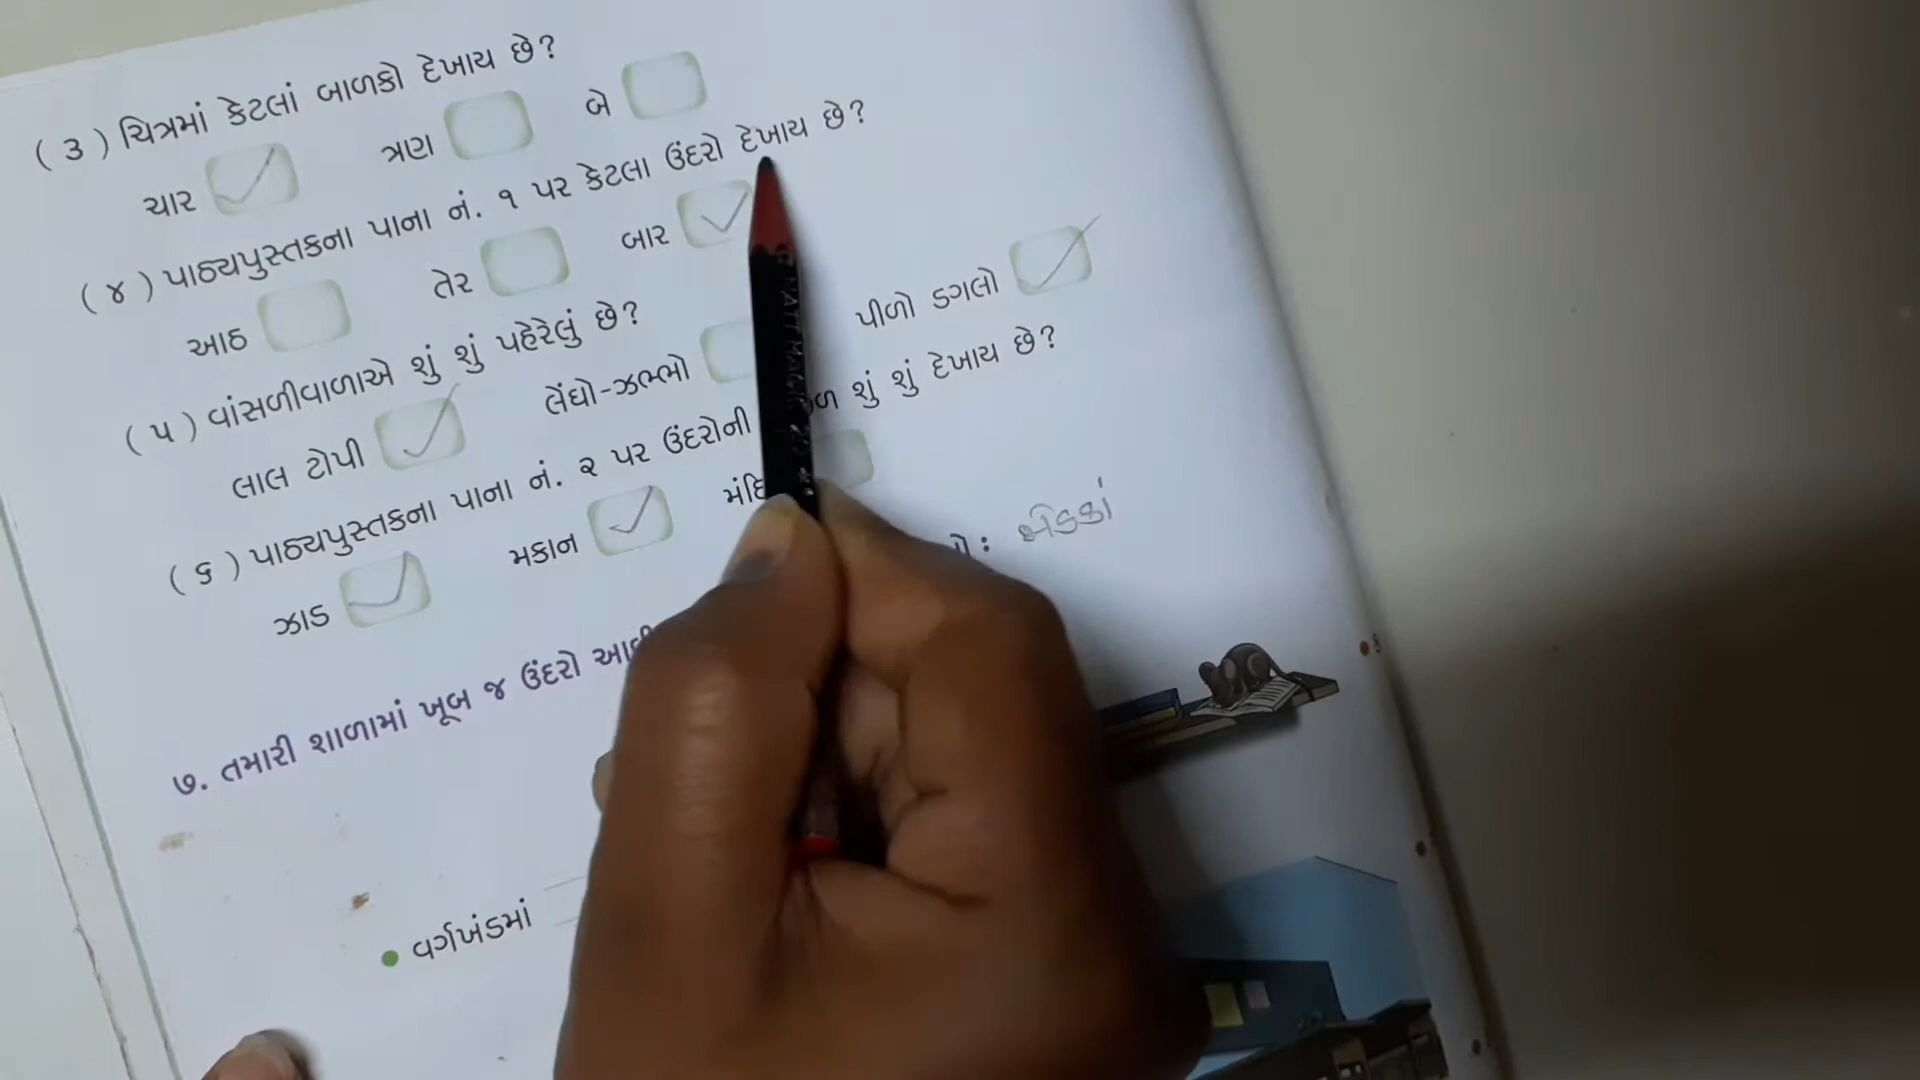 ( ૩ ) ચિત્રમાં કેટલાં બાળકો દેખાય છે?
ચાર ત્રણ બે
( ૪ ) પાઠ્યપુસ્તકના પાના નં. ૧ પર કેટલા ઉંદરો દેખાય છે?
આઠ તેર બાર
( ૫ ) વાંસળીવાળાએ શું શું પહેરેલું છે?
લાલ ટોપી લેંઘો-ઝભ્ભો પીળો ડગલો
( ૬ ) પાઠ્યપુસ્તકના પાના નં. ૨ પર ઉંદરોની શું શું દેખાય છે?
ઝાડ મકાન
૭. તમારી શાળામાં ખૂબ જ ઉંદરો
• વર્ગખંડમાં